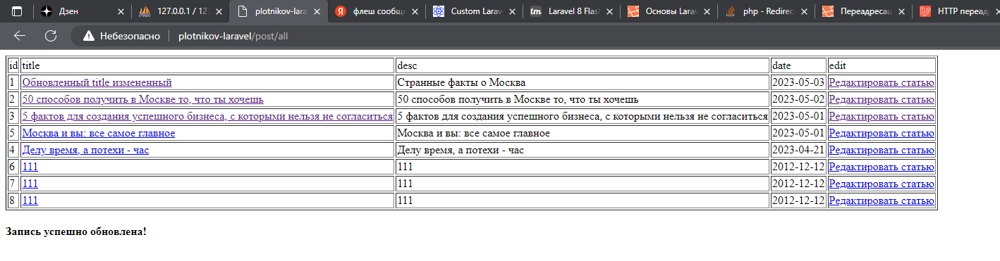 Дзен 127.0.0.1 / 127 plotnikov-lara флеш сообще Custom Larav Laravel 8 Flas Основы Larav php - Redirec Переадресац HTTP переад
Небезопасно plotnikov-laravel/post/all
id title desc date edit
1 Обновленный title измененный Странные факты о Москва 2023-05-03 Редактировать статью
2 50 способов получить в Москве то, что ты хочешь 50 способов получить в Москве то, что ты хочешь 2023-05-02 Редактировать статью
3 5 фактов для создания успешного бизнеса, с которыми нельзя не согласиться 5 фактов для создания успешного бизнеса, с которыми нельзя не согласиться 2023-05-01 Редактировать статью
5 Москва и вы: все самое главное Москва и вы: все самое главное 2023-05-01 Редактировать статью
4 Делу время, а потехи - час Делу время, а потехи - час 2023-04-21 Редактировать статью
6 111 111 2012-12-12 Редактировать статью
7 111 111 2012-12-12 Редактировать статью
8 111 111 2012-12-12 Редактировать статью
Запись успешно обновлена!